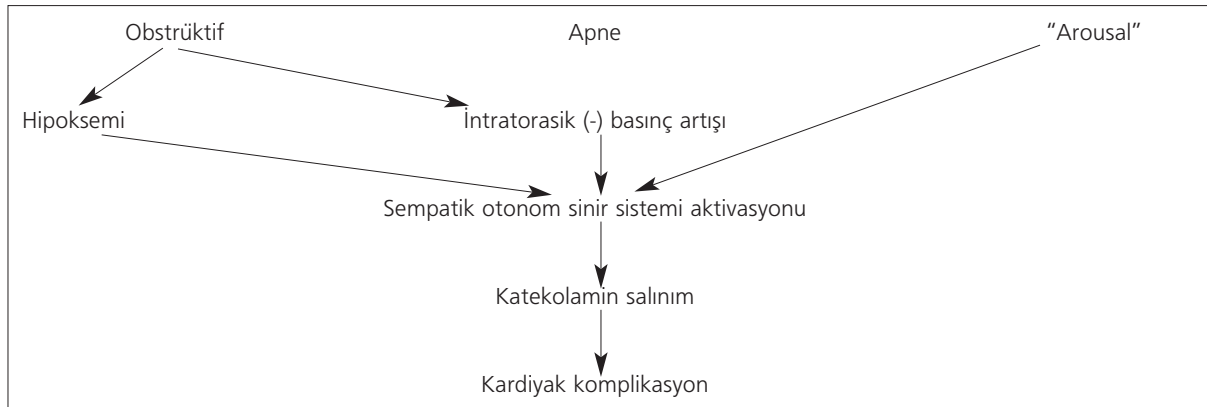 Obstrüktif Apne “Arousal”
Hipoksemi İntratorasik (-) basınç artışı
Sempatik otonom sinir sistemi aktivasyonu
Katekolamin salınım
Kardiyak komplikasyon